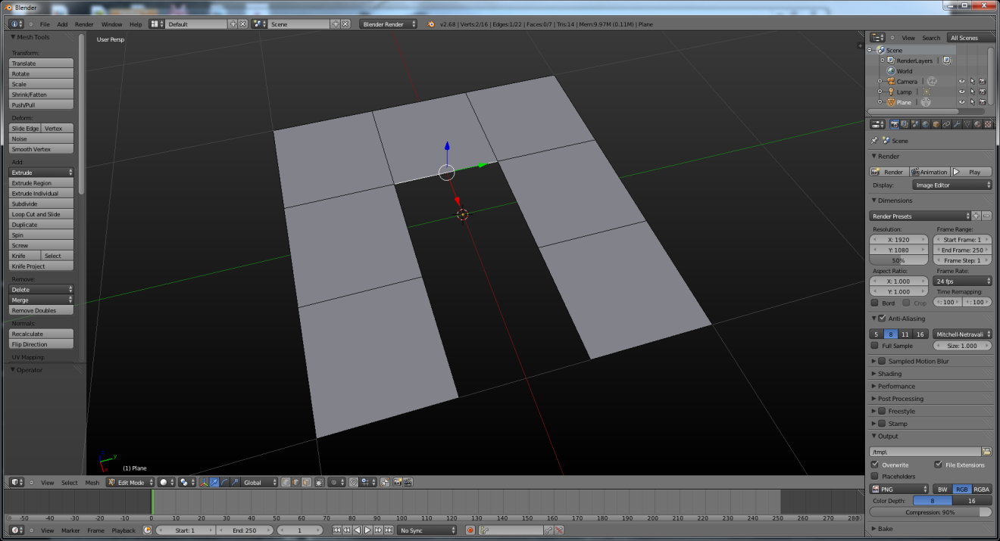 Blender
File Add Render Window Help Default Scene Blender Render v2.68 | Verts:2/16 | Edges:1/22 | Faces:0/7 | Tris:14 | Mem:9.97M (0.11M) | Plane
Mesh Tools
Transform:
Translate
Rotate
Scale
Shrink/Fatten
Push/Pull
Deform:
Slide Edge Vertex
Noise
Smooth Vertex
Add:
Extrude
Extrude Region
Extrude Individual
Subdivide
Loop Cut and Slide
Duplicate
Spin
Screw
Knife Select
Knife Project
Remove:
Delete
Merge
Remove Doubles
Normals:
Recalculate
Flip Direction
UV Mapping:
Operator
User Persp
(1) Plane
View Select Mesh Edit Mode Global
-50 -40 -30 -20 -10 0 10 20 30 40 50 60 70 80 90 100 110 120 130 140 150 160 170 180 190 200 210 220 230 240 250 260 270 280
View Marker Frame Playback Start: 1 End: 250 1 No Sync
View Search All Scenes
Scene
RenderLayers
World
Camera
Lamp
Plane
Scene
Render
Render Animation Play
Display: Image Editor
Dimensions
Render Presets
Resolution: Frame Range:
X: 1920 Start Frame: 1
Y: 1080 End Frame: 250
50% Frame Step: 1
Aspect Ratio: Frame Rate:
X: 1.000 24 fps
Y: 1.000 Time Remapping:
Bord Crop : 100 : 100
Anti-Aliasing
5 8 11 16 Mitchell-Netravali
Full Sample Size: 1.000
Sampled Motion Blur
Shading
Performance
Post Processing
Freestyle
Stamp
Output
/tmp\
Overwrite File Extensions
Placeholders
PNG BW RGB RGBA
Color Depth: 8 16
Compression: 90%
Bake